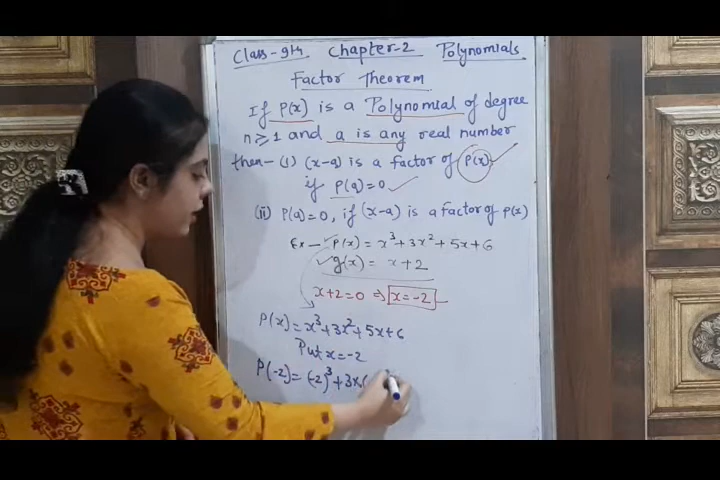 Class-9th Chapter-2 Polynomials
Factor Theorem
If P(x) is a Polynomial of degree
n ≥ 1 and a is any real number
then- (i) (x-a) is a factor of P(x)
if P(a) = 0
(ii) P(a) = 0, if (x-a) is a factor of P(x)
Ex - P(x) = x³+3x²+5x+6
g(x) = x+2
x+2=0 ⇒ x=-2
P(x) = x³+3x²+5x+6
Put x = -2
P(-2) = (-2)³ + 3×(